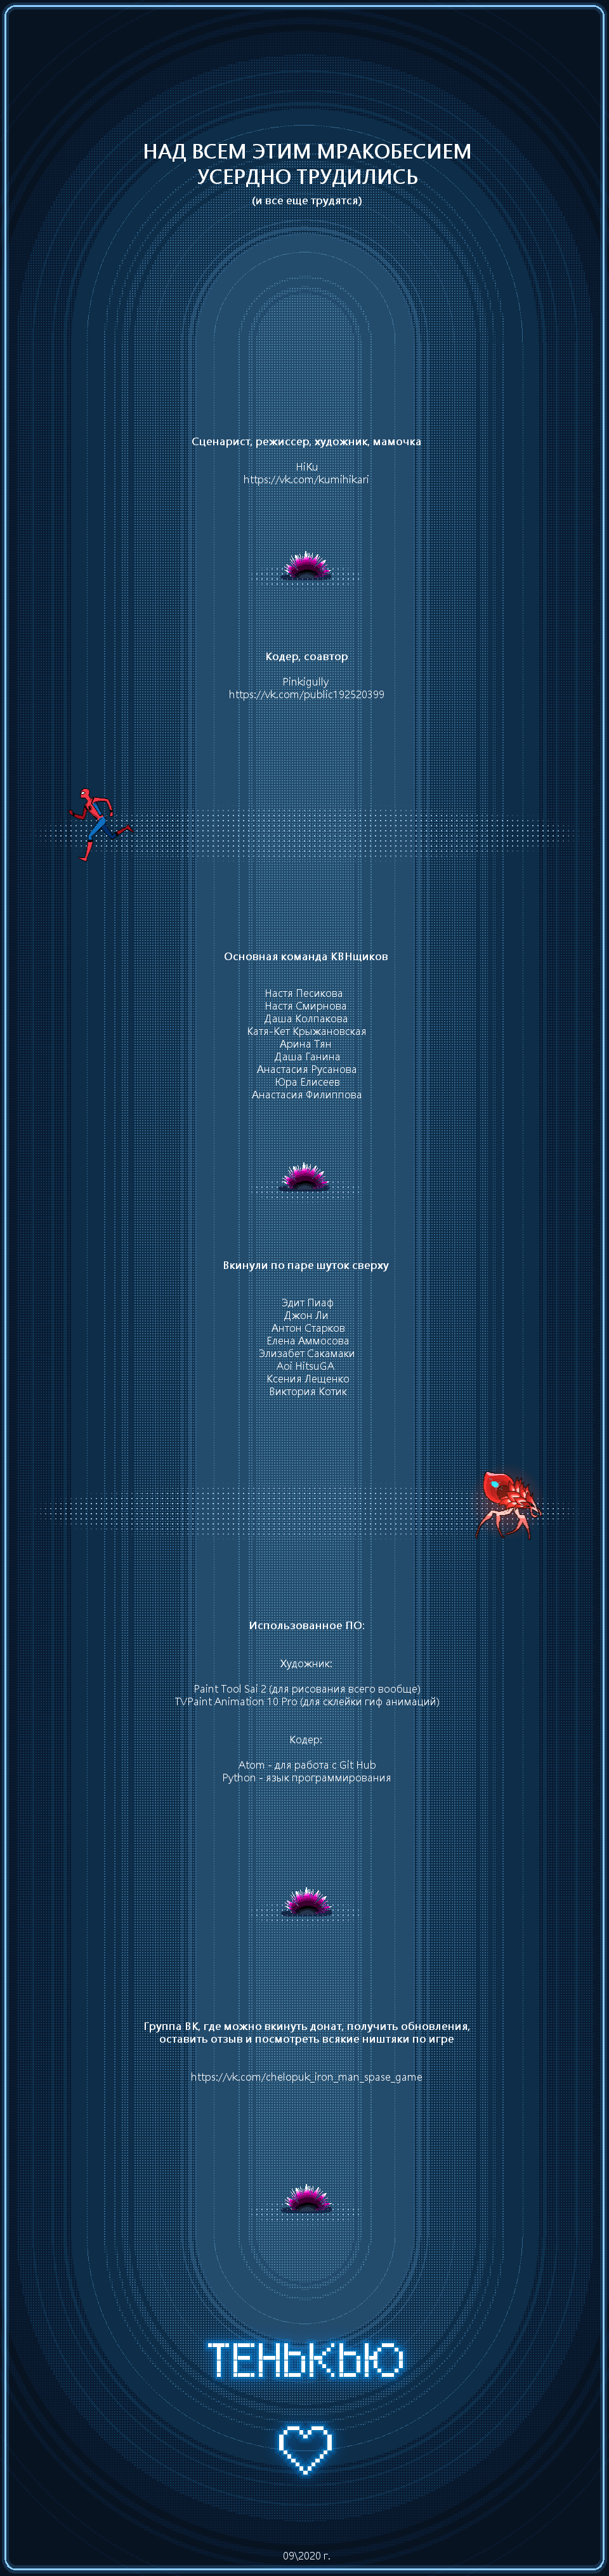 НАД ВСЕМ ЭТИМ МРАКОБЕСИЕМ
УСЕРДНО ТРУДИЛИСЬ
(и все еще трудятся)
Сценарист, режиссер, художник, мамочка
HiKu
https://vk.com/kumihikari
Кодер, соавтор
Pinkigully
https://vk.com/public192520399
Основная команда КВНщиков
Настя Песикова
Настя Смирнова
Даша Колпакова
Катя-Кет Крыжановская
Арина Тян
Даша Ганина
Анастасия Русанова
Юра Елисеев
Анастасия Филиппова
Вкинули по паре шуток сверху
Эдит Пиаф
Джон Ли
Антон Старков
Елена Аммосова
Элизабет Сакамаки
Aoi HitsuGA
Ксения Лещенко
Виктория Котик
Использованное ПО:
Художник:
Paint Tool Sai 2 (для рисования всего вообще)
TVPaint Animation 10 Pro (для склейки гиф анимаций)
Кодер:
Atom - для работа с Git Hub
Python - язык программирования
Группа ВК, где можно вкинуть донат, получить обновления,
оставить отзыв и посмотреть всякие ништяки по игре
https://vk.com/chelopuk_iron_man_spase_game
ТЕНЬКЬЮ
09\2020 г.